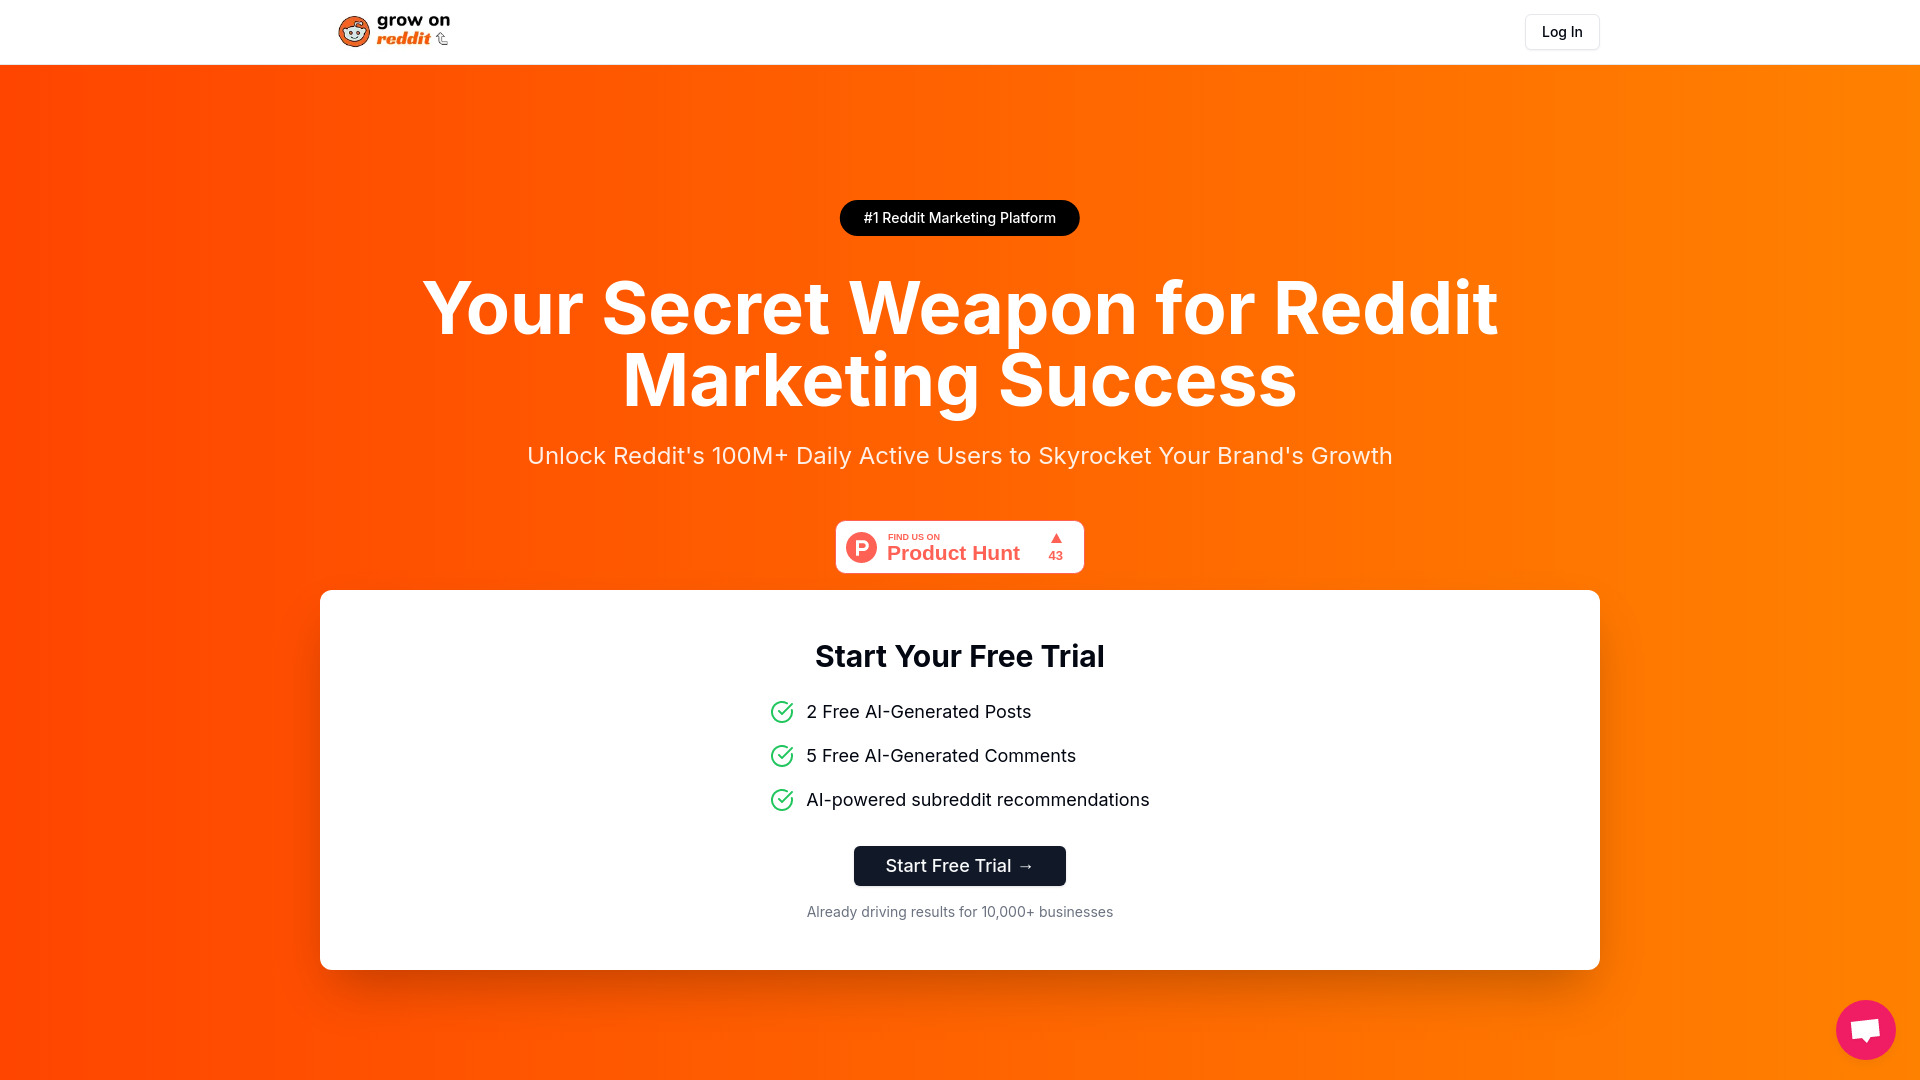 grow on
reddit
Log In
#1 Reddit Marketing Platform
Your Secret Weapon for Reddit
Marketing Success
Unlock Reddit's 100M+ Daily Active Users to Skyrocket Your Brand's Growth
FIND US ON
Product Hunt
43
Start Your Free Trial
2 Free AI-Generated Posts
5 Free AI-Generated Comments
AI-powered subreddit recommendations
Start Free Trial →
Already driving results for 10,000+ businesses